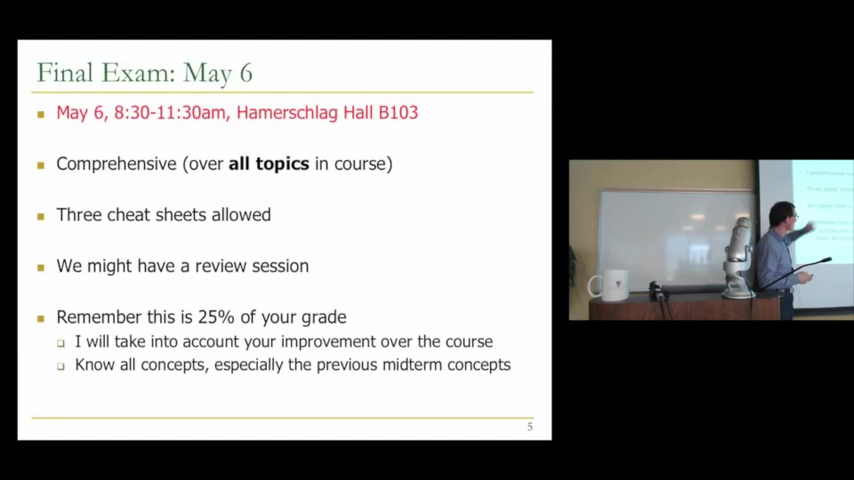 Final Exam: May 6
May 6, 8:30-11:30am, Hamerschlag Hall B103
Comprehensive (over all topics in course)
Three cheat sheets allowed
We might have a review session
Remember this is 25% of your grade
I will take into account your improvement over the course
Know all concepts, especially the previous midterm concepts
5